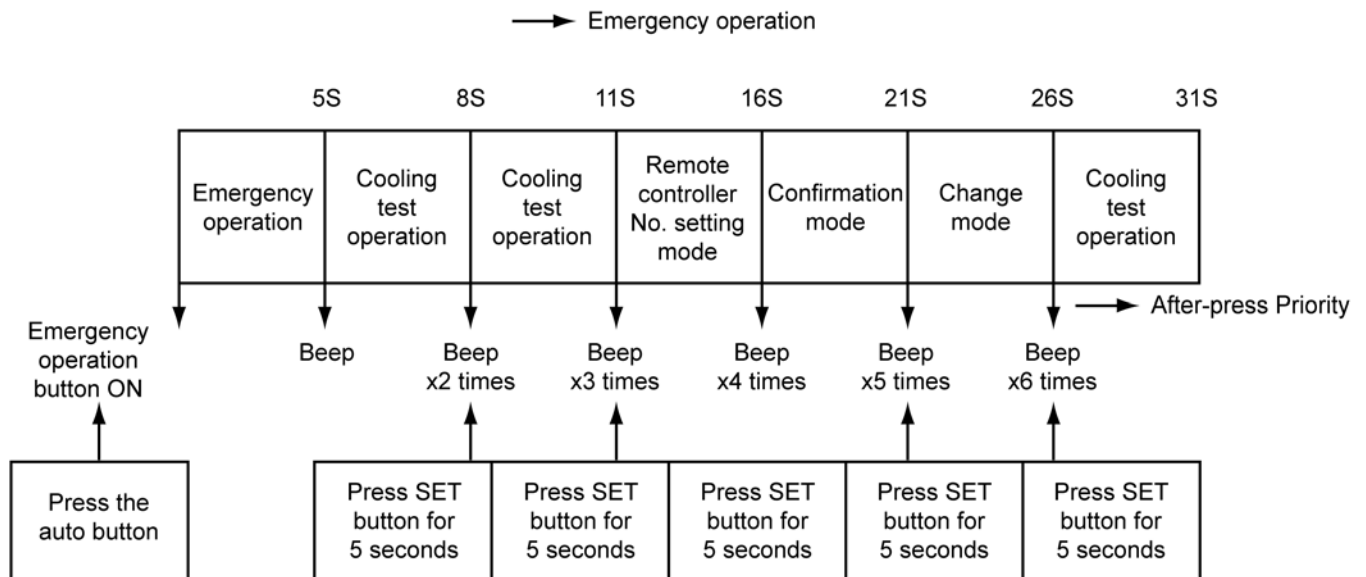 Emergency operation
5S 8S 11S 16S 21S 26S 31S
Emergency
operation
Cooling
test
operation
Cooling
test
operation
Remote
controller
No. setting
mode
Confirmation
mode
Change
mode
Cooling
test
operation
After-press Priority
Emergency
operation
button ON
Beep
Beep
x2 times
Beep
x3 times
Beep
x4 times
Beep
x5 times
Beep
x6 times
Press the
auto button
Press SET
button for
5 seconds
Press SET
button for
5 seconds
Press SET
button for
5 seconds
Press SET
button for
5 seconds
Press SET
button for
5 seconds